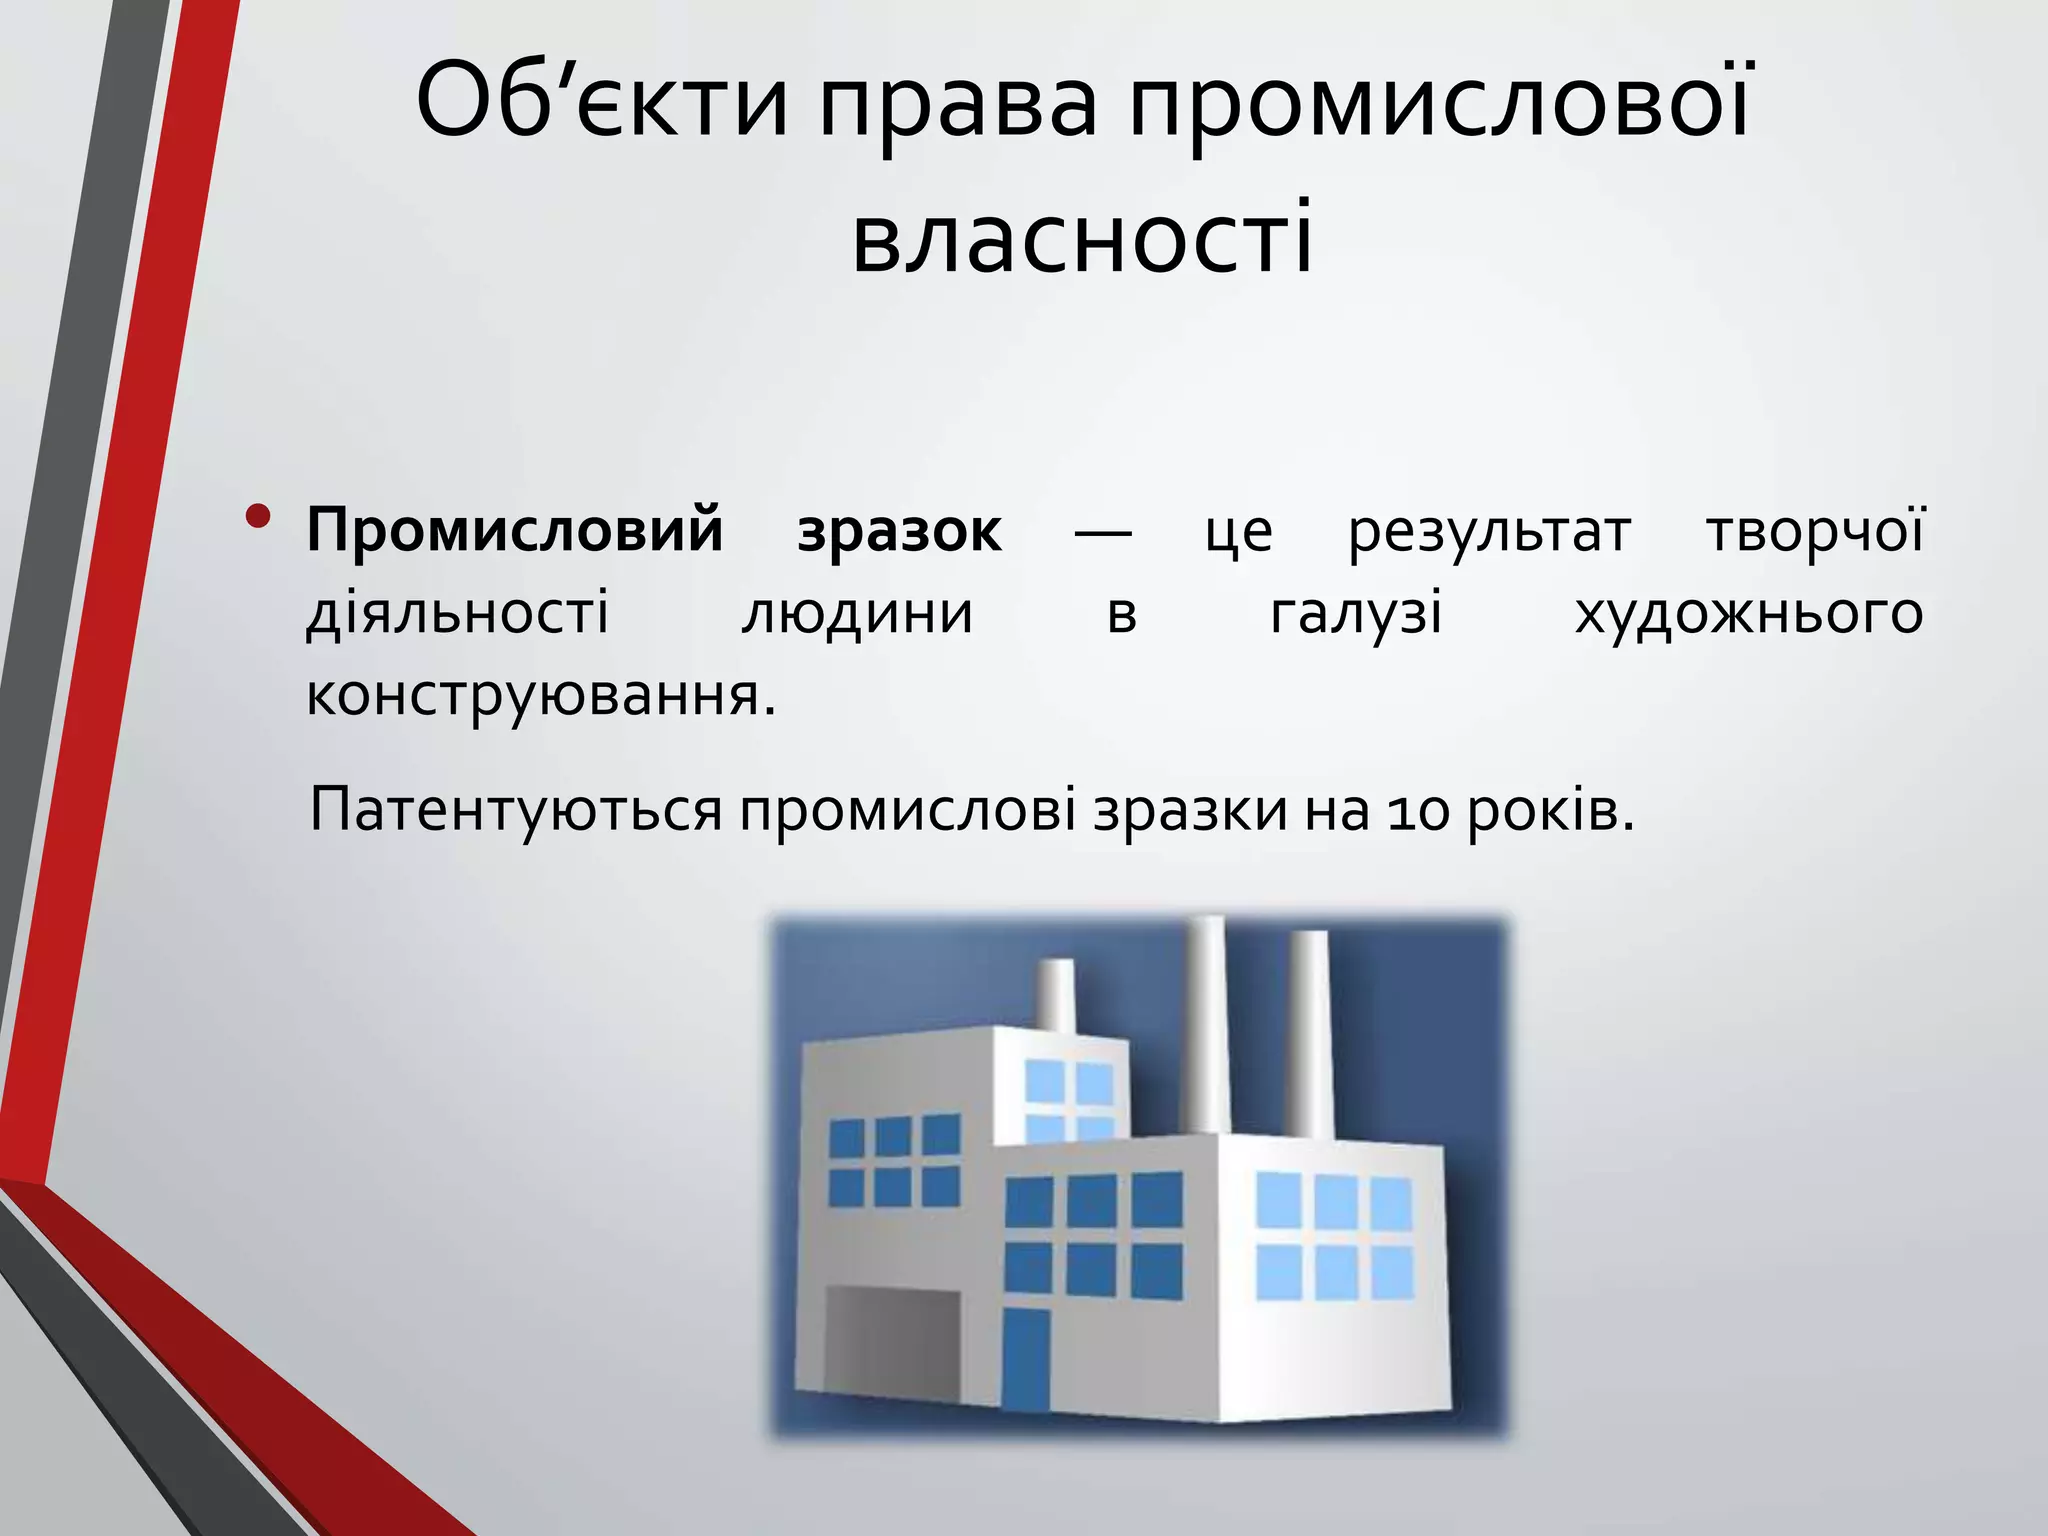 Об’єкти права промислової
власності
• Промисловий зразок — це результат творчої
діяльності людини в галузі художнього
конструювання.
Патентуються промислові зразки на 10 років.